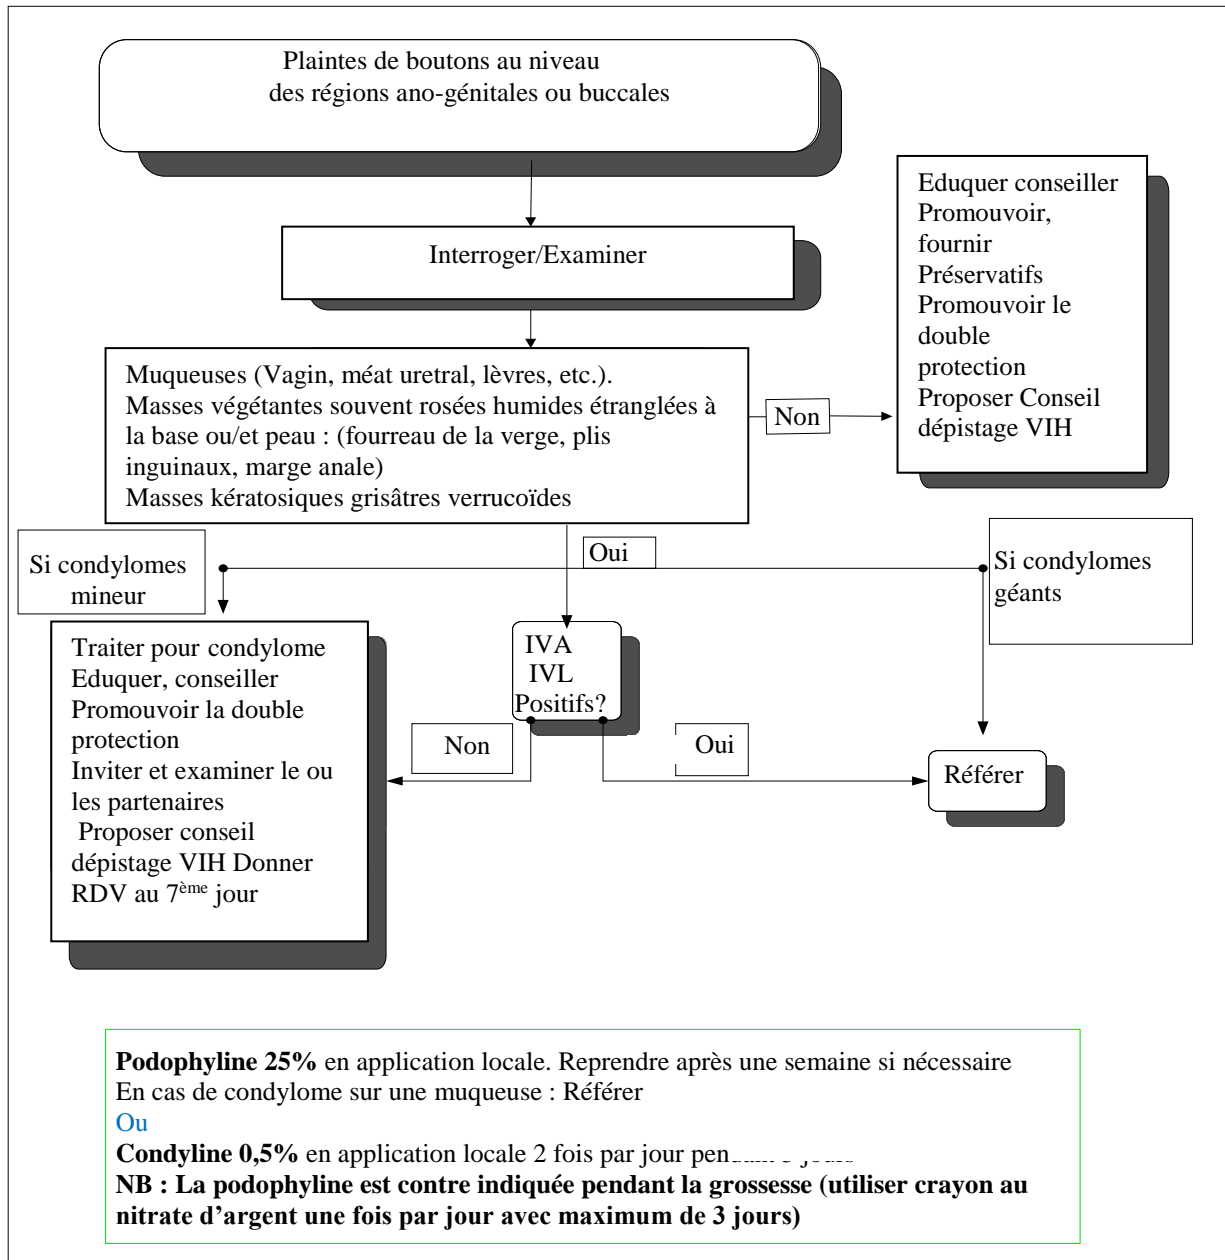 Plaintes de boutons au niveau
des régions ano-génitales ou buccales
Interroger/Examiner
Eduquer conseiller
Promouvoir,
fournir
Préservatifs
Promouvoir le
double
protection
Proposer Conseil
dépistage VIH
Muqueuses (Vagin, méat uretral, lèvres, etc.).
Masses végétantes souvent rosées humides étranglées à
la base ou/et peau : (fourreau de la verge, plis
inguinaux, marge anale)
Masses kératosiques grisâtres verrucoïdes
Non
Oui
Si condylomes
mineur
Si condylomes
géants
Traiter pour condylome
Eduquer, conseiller
Promouvoir la double
protection
Inviter et examiner le ou
les partenaires
Proposer conseil
dépistage VIH Donner
RDV au 7ème jour
IVA
IVL
Positifs?
Non
Oui
Référer
Podophyline 25% en application locale. Reprendre après une semaine si nécessaire
En cas de condylome sur une muqueuse : Référer
Ou
Condyline 0,5% en application locale 2 fois par jour pendant
NB : La podophyline est contre indiquée pendant la grossesse (utiliser crayon au
nitrate d'argent une fois par jour avec maximum de 3 jours)